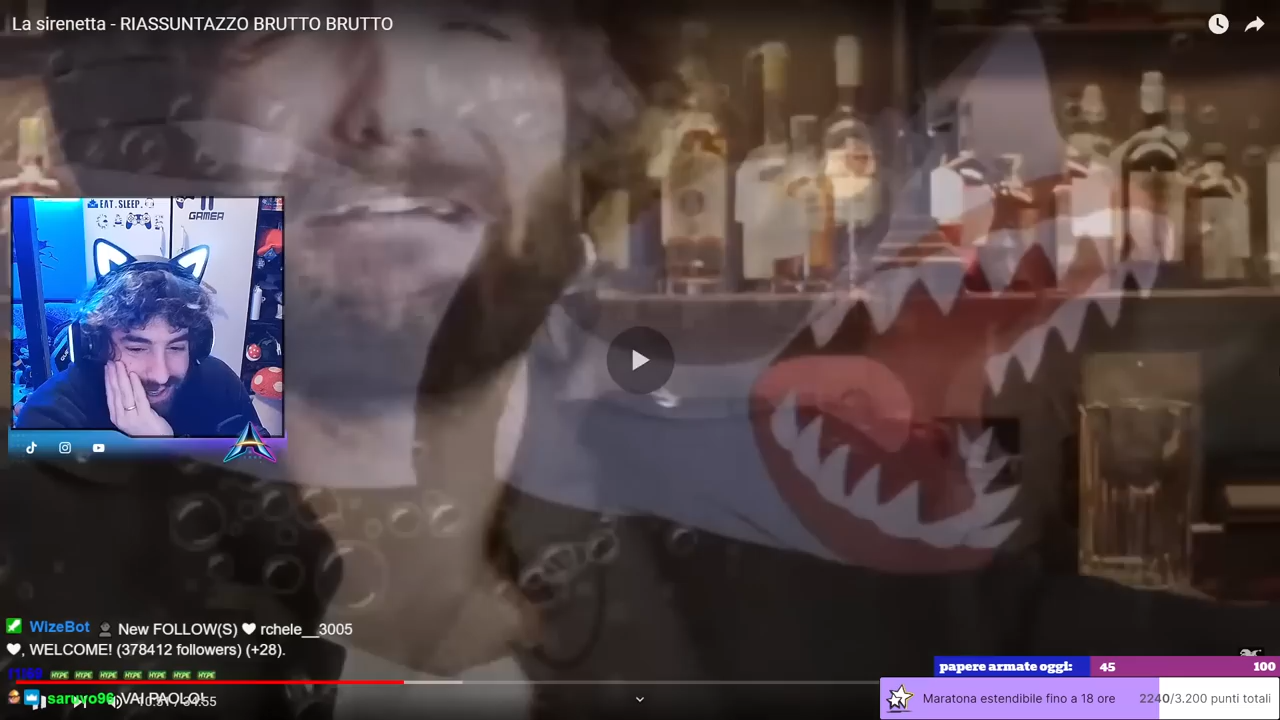 La sirenetta - RIASSUNTAZZO BRUTTO BRUTTO
EAT.SLEEP.
GAMER
WizeBot New FOLLOW(S) rchele__3005
, WELCOME! (378412 followers) (+28).
HYPE HYPE HYPE HYPE HYPE HYPE HYPE
saruyo96 VAI PAOLO!
papere armate oggi: 45 100
Maratona estendibile fino a 18 ore 2240/3.200 punti totali